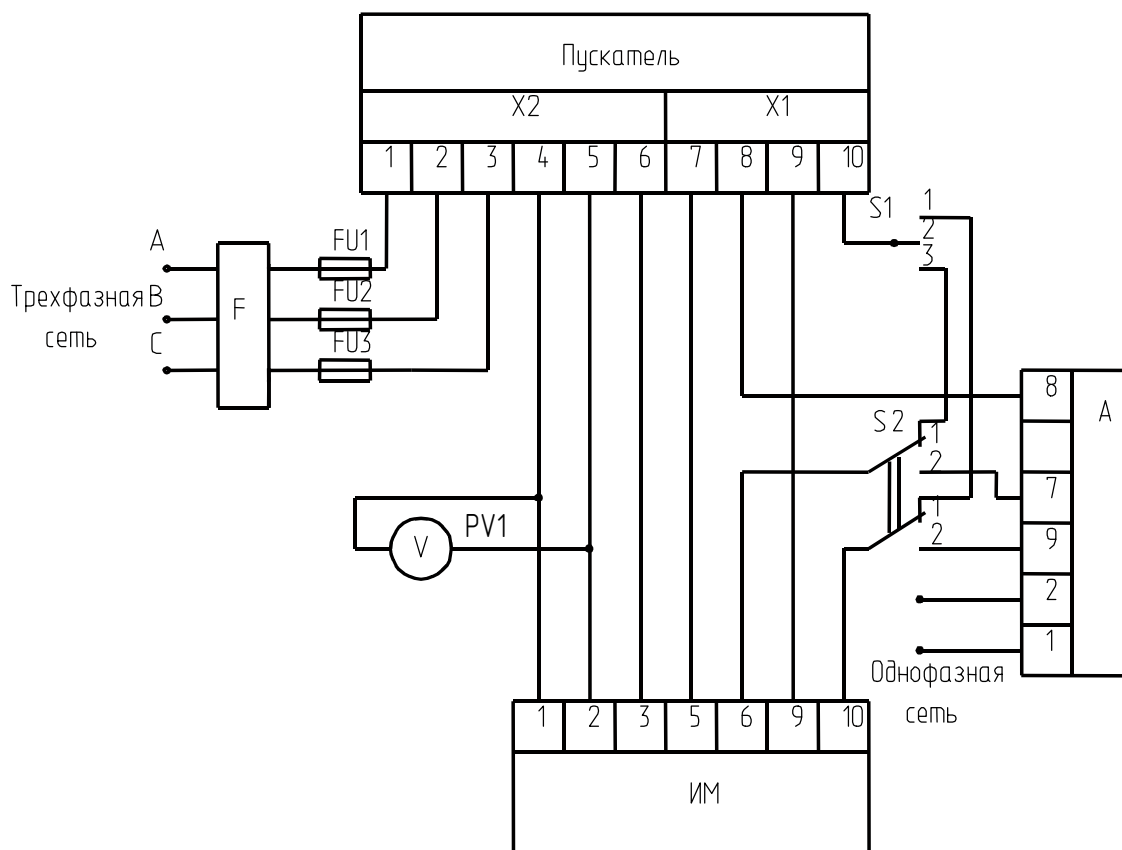 Пускатель
X2
X1
1 2 3 4 5 6 7 8 9 10
S1
1
2
3
A
FU1
Трехфазная
B
FU2
сеть
C
FU3
F
8
A
S2
1
2
7
1
2
9
PV1
V
2
1
Однофазная
сеть
1 2 3 5 6 9 10
ИМ